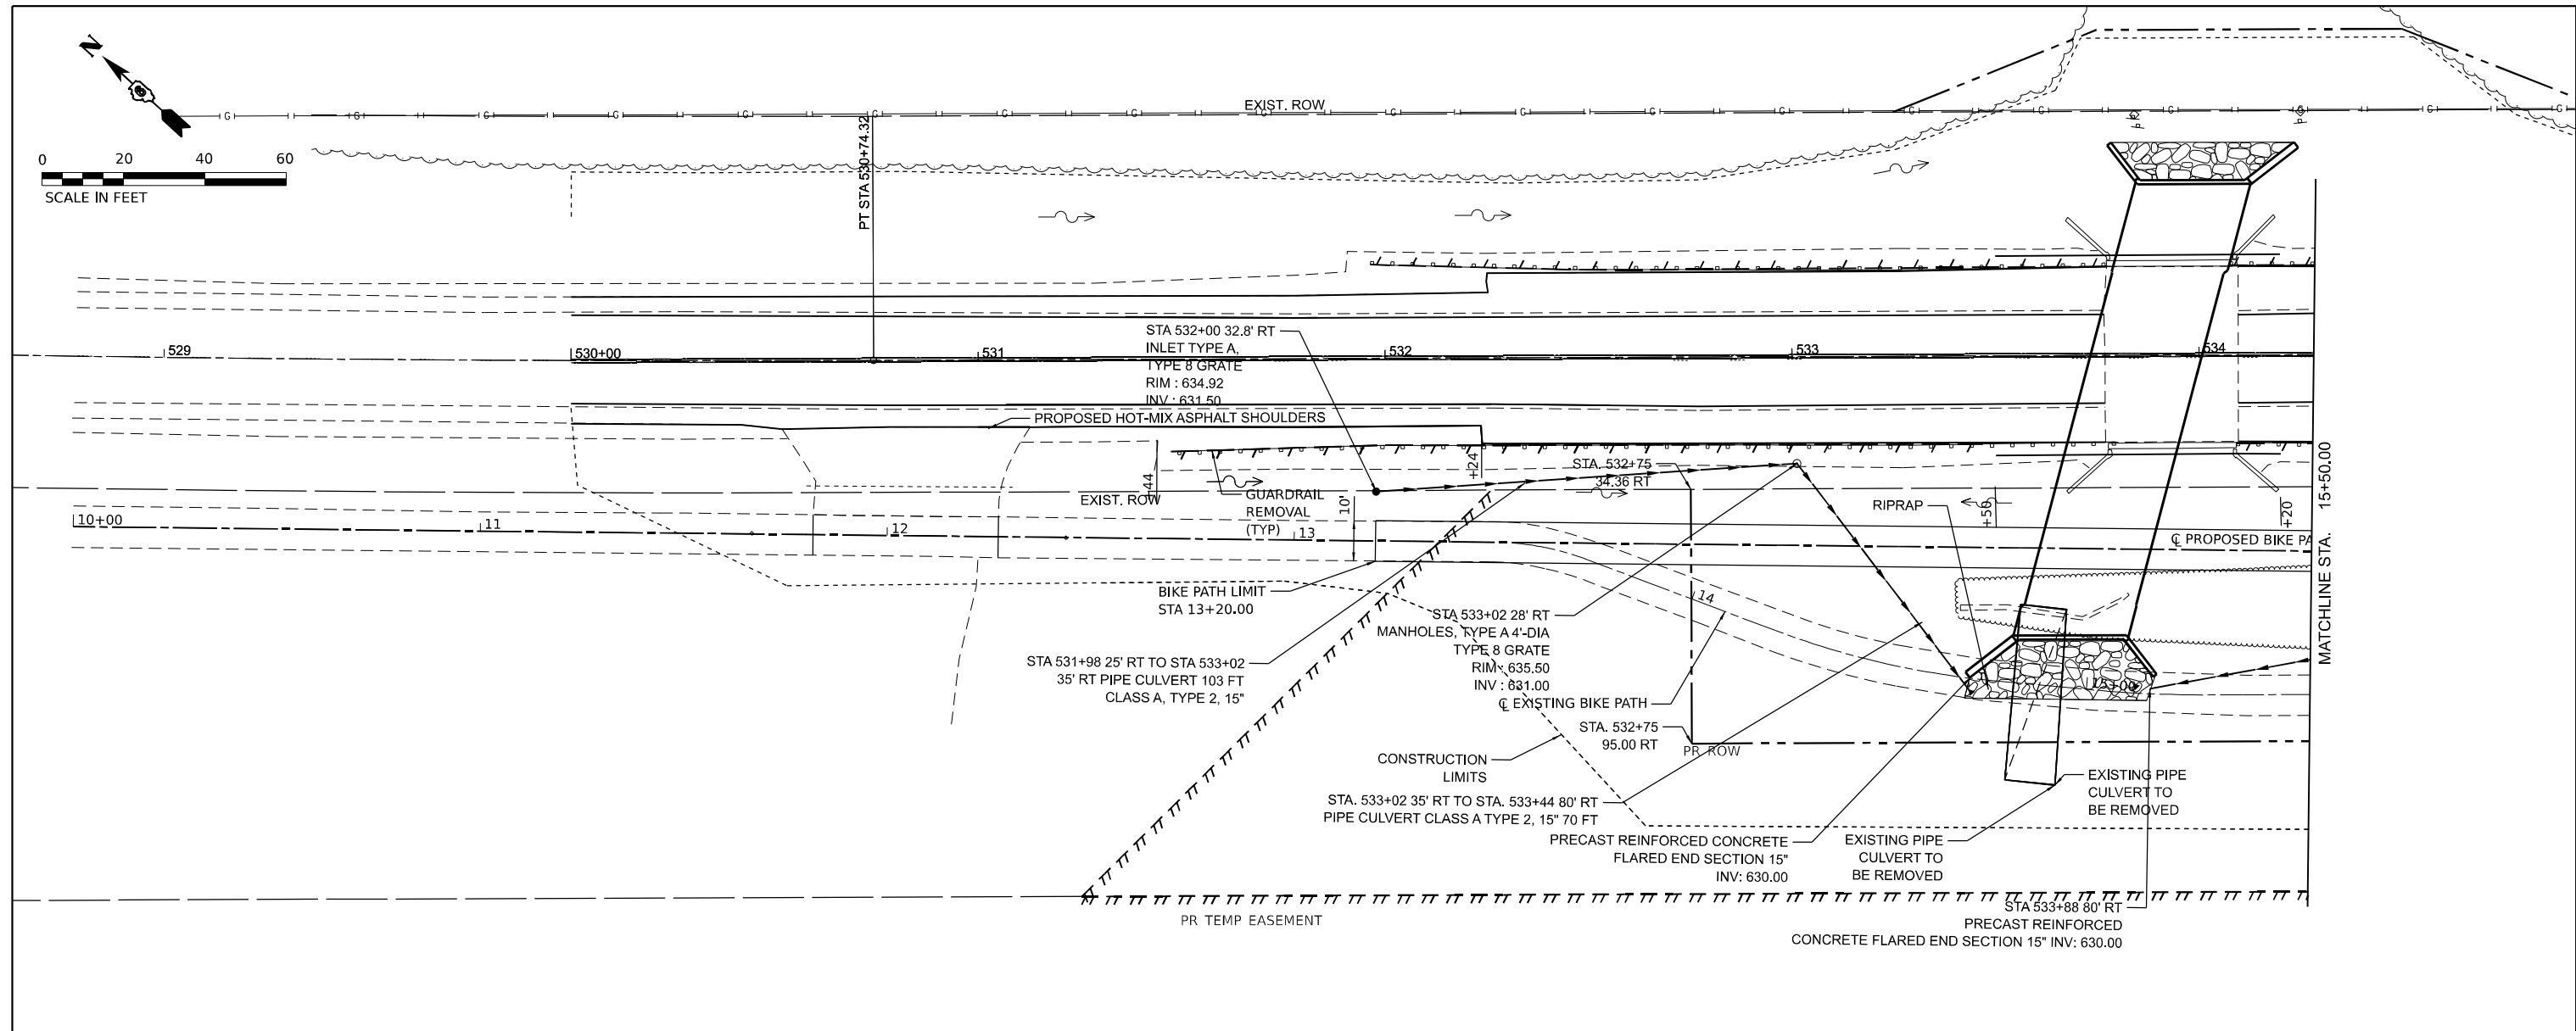 N
0 20 40 60
SCALE IN FEET
EXIST. ROW
G G G G G G G G G G G G G G G G G G G
PT STA 530+74.32
529 530+00 531 532 533 534
STA 532+00 32.8' RT
INLET TYPE A,
TYPE 8 GRATE
RIM : 634.92
INV : 631.50
PROPOSED HOT-MIX ASPHALT SHOULDERS
+44
+24
EXIST. ROW
GUARDRAIL
REMOVAL
(TYP)
10'
STA. 532+75
34.36 RT
RIPRAP
+50
+20
10+00 11 12 13
℄ PROPOSED BIKE PA
MATCHLINE STA. 15+50.00
BIKE PATH LIMIT
STA 13+20.00
14
15+00
STA 533+02 28' RT
MANHOLES, TYPE A 4'-DIA
TYPE 8 GRATE
RIM : 635.50
INV : 631.00
℄ EXISTING BIKE PATH
STA 531+98 25' RT TO STA 533+02
35' RT PIPE CULVERT 103 FT
CLASS A, TYPE 2, 15"
STA. 532+75
95.00 RT
PR ROW
CONSTRUCTION
LIMITS
STA. 533+02 35' RT TO STA. 533+44 80' RT
PIPE CULVERT CLASS A TYPE 2, 15" 70 FT
PRECAST REINFORCED CONCRETE
FLARED END SECTION 15"
INV: 630.00
EXISTING PIPE
CULVERT TO
BE REMOVED
EXISTING PIPE
CULVERT TO
BE REMOVED
STA 533+88 80' RT
PRECAST REINFORCED
CONCRETE FLARED END SECTION 15" INV: 630.00
PR TEMP EASEMENT